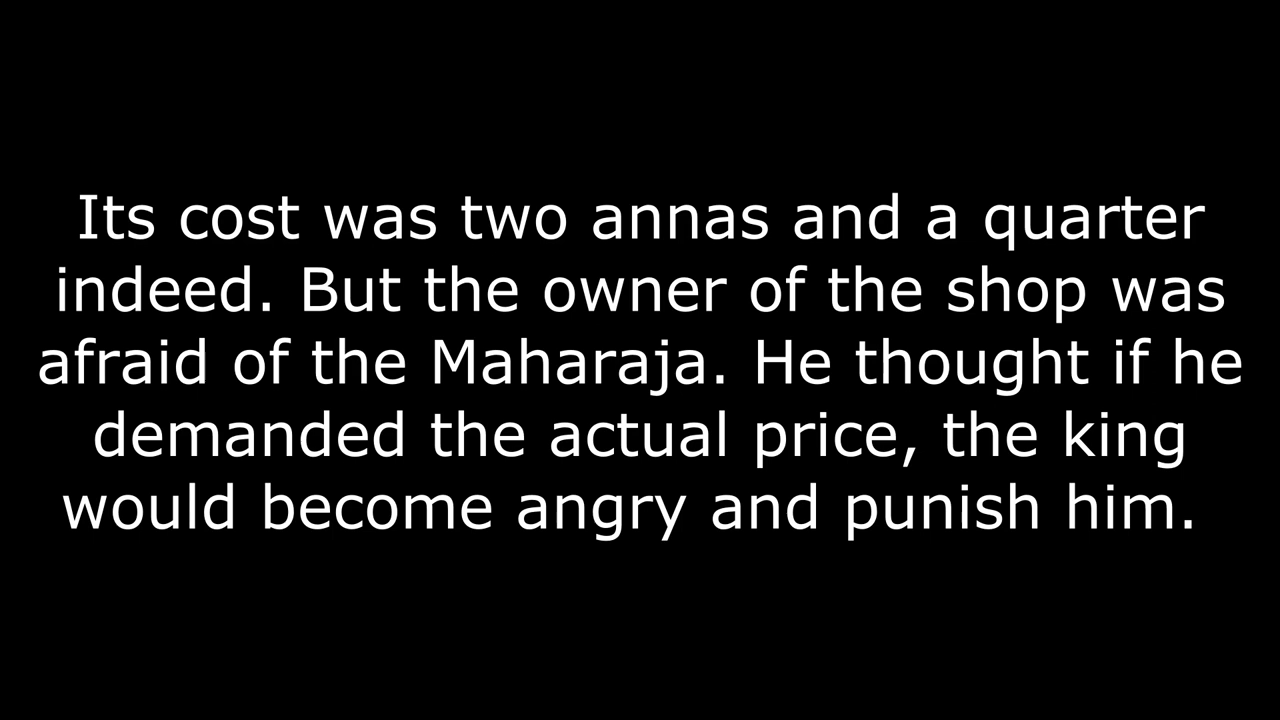 Its cost was two annas and a quarter
indeed. But the owner of the shop was
afraid of the Maharaja. He thought if he
demanded the actual price, the king
would become angry and punish him.